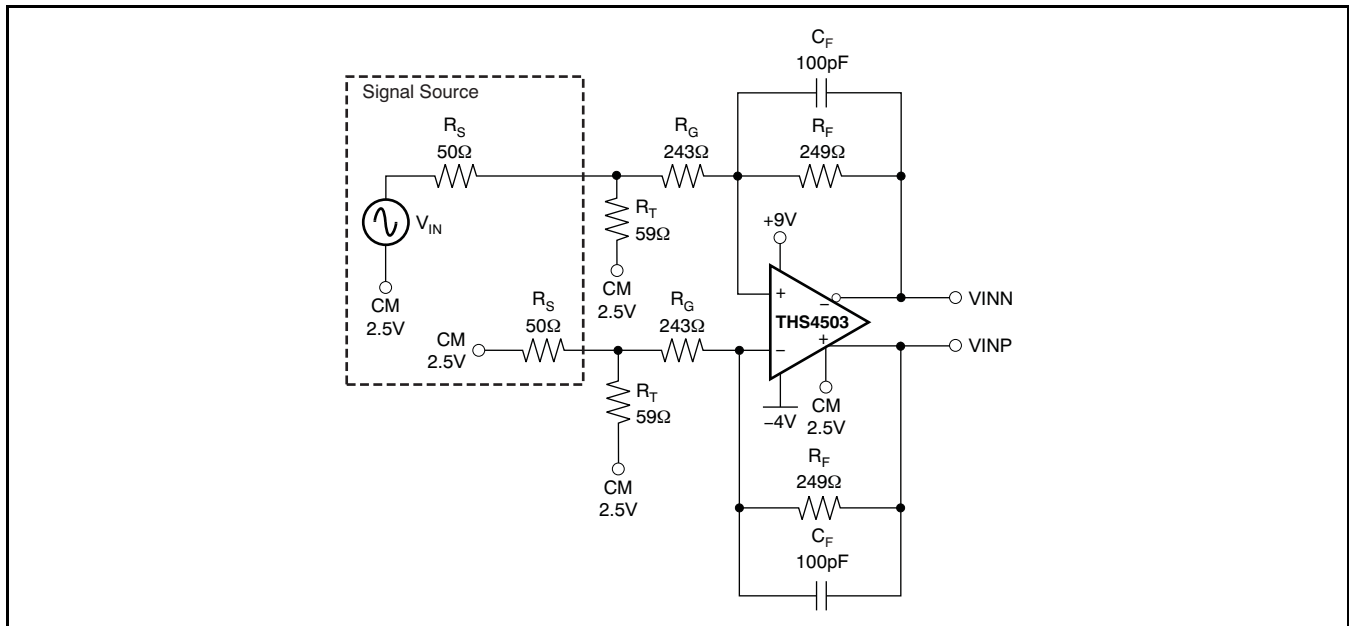 C_F
100pF
Signal Source
R_S
50Ω
R_G
243Ω
R_F
249Ω
V_IN
R_T
59Ω
+9V
CM
2.5V
CM
2.5V
R_S
50Ω
R_G
243Ω
+
−
VINN
THS4503
CM
2.5V
−
+
VINP
R_T
59Ω
−4V
CM
2.5V
CM
2.5V
R_F
249Ω
C_F
100pF